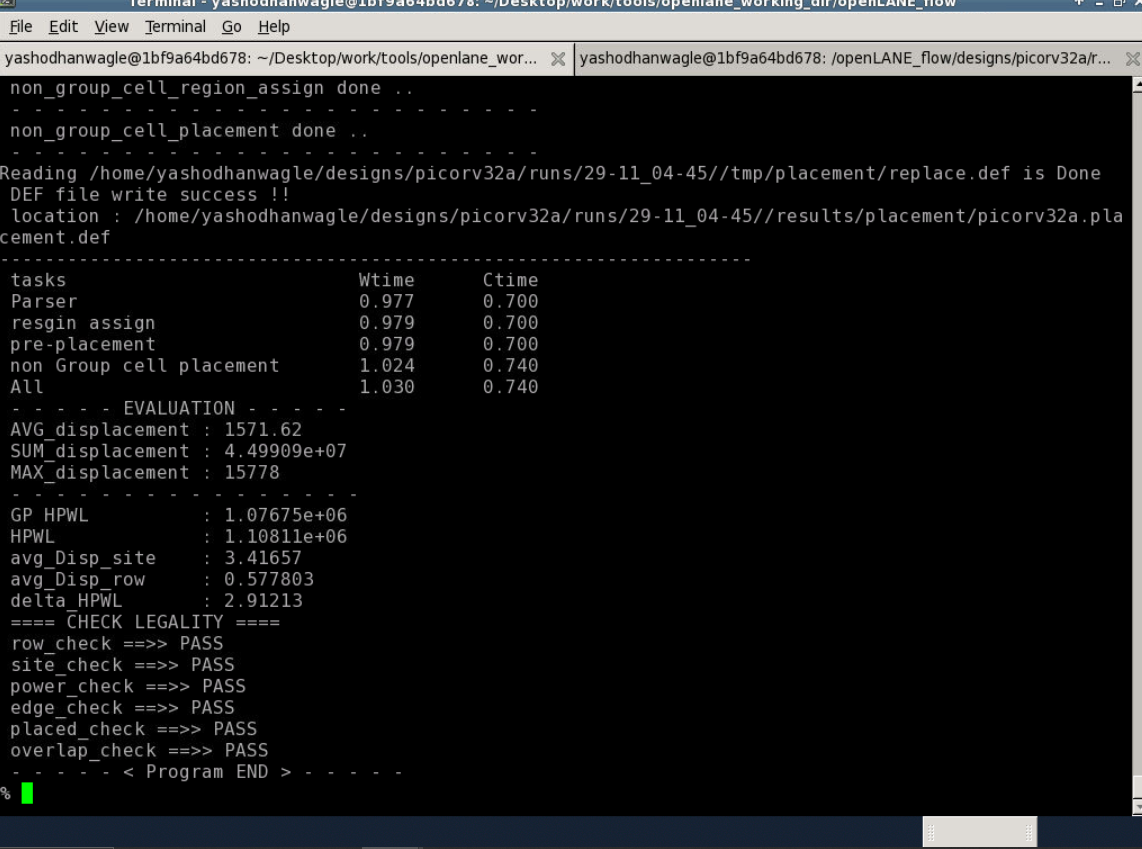 Terminal - yashodhanwagle@1bf9a64bd678: ~/Desktop/work/tools/openlane_working_dir/openLANE_flow
File Edit View Terminal Go Help
yashodhanwagle@1bf9a64bd678: ~/Desktop/work/tools/openlane_wor... yashodhanwagle@1bf9a64bd678: /openLANE_flow/designs/picorv32a/r...
non_group_cell_region_assign done ..
- - - - - - - - - - - - - - - - - - - - - - - -
non_group_cell_placement done ..
- - - - - - - - - - - - - - - - - - - - - - - -
Reading /home/yashodhanwagle/designs/picorv32a/runs/29-11_04-45//tmp/placement/replace.def is Done
DEF file write success !!
location : /home/yashodhanwagle/designs/picorv32a/runs/29-11_04-45//results/placement/picorv32a.pla
cement.def
-------------------------------------------------------------------
tasks Wtime Ctime
Parser 0.977 0.700
resgin assign 0.979 0.700
pre-placement 0.979 0.700
non Group cell placement 1.024 0.740
All 1.030 0.740
- - - - - EVALUATION - - - - -
AVG_displacement : 1571.62
SUM_displacement : 4.49909e+07
MAX_displacement : 15778
- - - - - - - - - - - - - - - -
GP HPWL : 1.07675e+06
HPWL : 1.10811e+06
avg_Disp_site : 3.41657
avg_Disp_row : 0.577803
delta_HPWL : 2.91213
==== CHECK LEGALITY ====
row_check ==>> PASS
site_check ==>> PASS
power_check ==>> PASS
edge_check ==>> PASS
placed_check ==>> PASS
overlap_check ==>> PASS
- - - - - < Program END > - - - - -
%